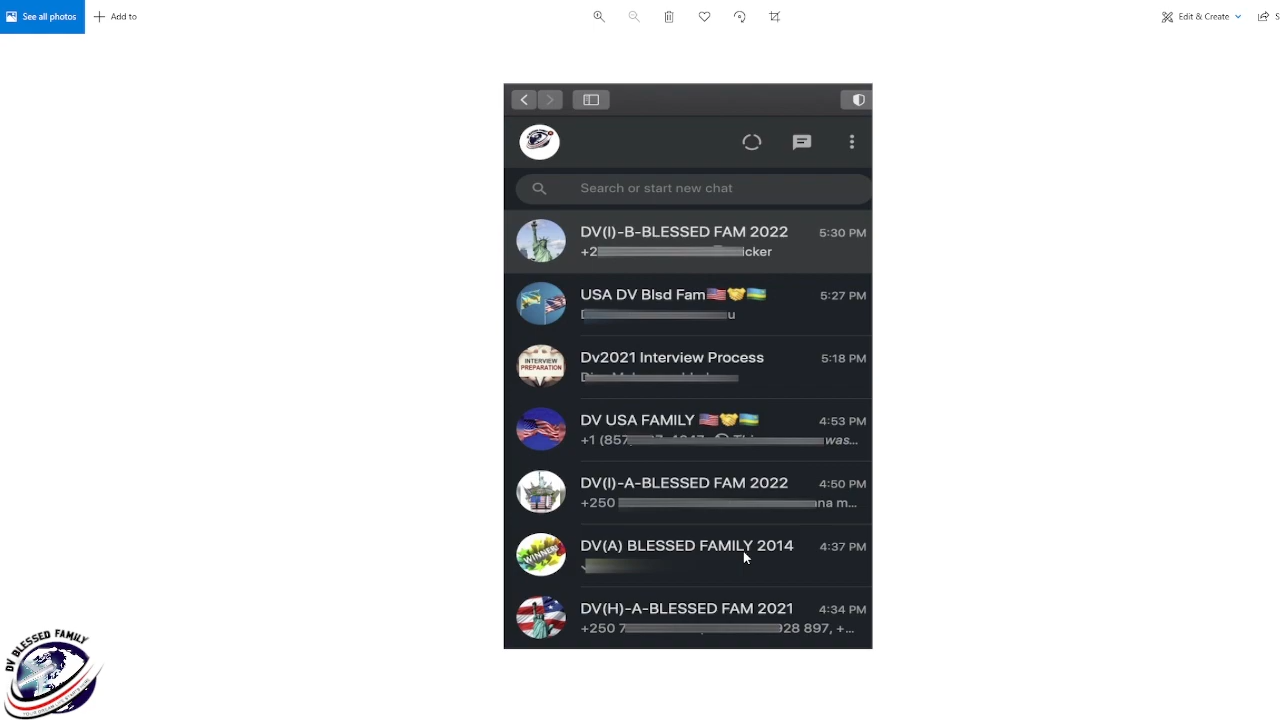 See all photos
Add to
Edit & Create
S
Search or start new chat
DV(I)-B-BLESSED FAM 2022
5:30 PM
+2 icker
USA DV Blsd Fam🇺🇸🤝🇷🇼
5:27 PM
u
INTERVIEW
PREPARATION
Dv2021 Interview Process
5:18 PM
DV USA FAMILY 🇺🇸🤝🇷🇼
4:53 PM
+1 (857 was...
DV(I)-A-BLESSED FAM 2022
4:50 PM
+250 na m...
WINNER!
DV(A) BLESSED FAMILY 2014
4:37 PM
DV(H)-A-BLESSED FAM 2021
4:34 PM
+250 7 928 897, +...
DV BLESSED FAMILY